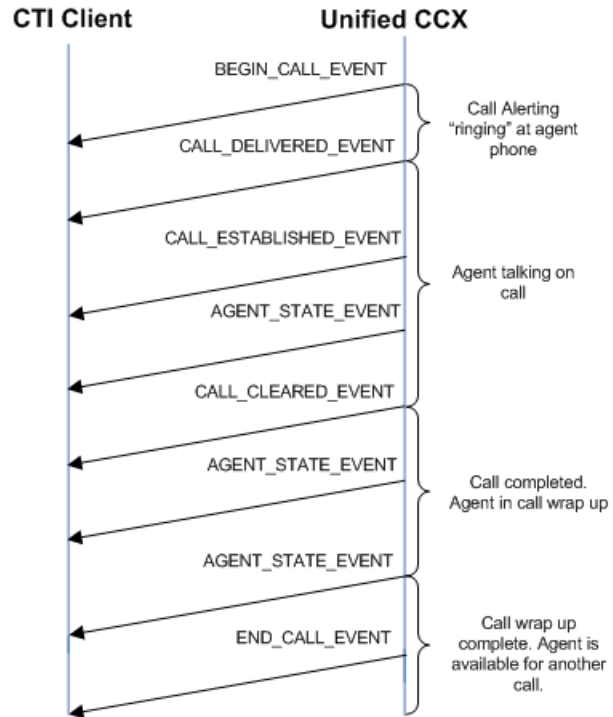 CTI Client
Unified CCX
BEGIN_CALL_EVENT
Call Alerting
“ringing” at agent
phone
CALL_DELIVERED_EVENT
CALL_ESTABLISHED_EVENT
Agent talking on
call
AGENT_STATE_EVENT
CALL_CLEARED_EVENT
AGENT_STATE_EVENT
Call completed.
Agent in call wrap up
AGENT_STATE_EVENT
END_CALL_EVENT
Call wrap up
complete. Agent is
available for another
call.